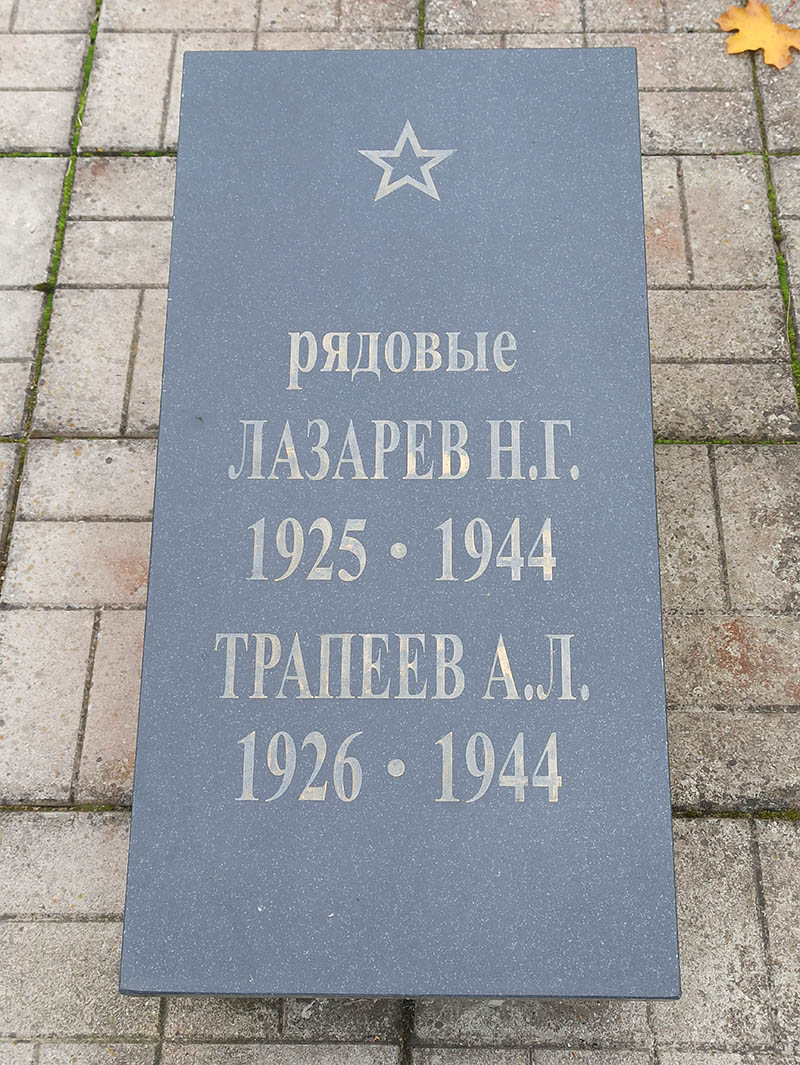 рядовые
ЛАЗАРЕВ Н.Г.
1925 • 1944
ТРАПЕЕВ А.Л.
1926 • 1944